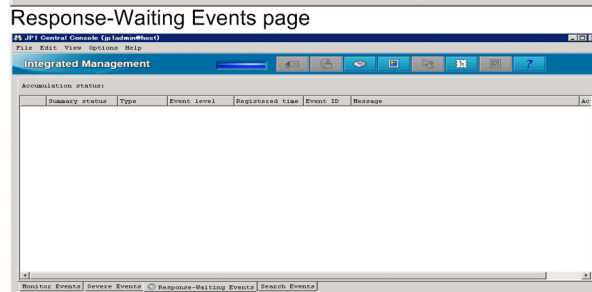 Response-Waiting Events page
JP1 Central Console (jp1admin@host)
File Edit View Options Help
Integrated Management
Accumulation status:
Summary status Type Event level Registered time Event ID Message Ac
Monitor Events Severe Events Response-Waiting Events Search Events